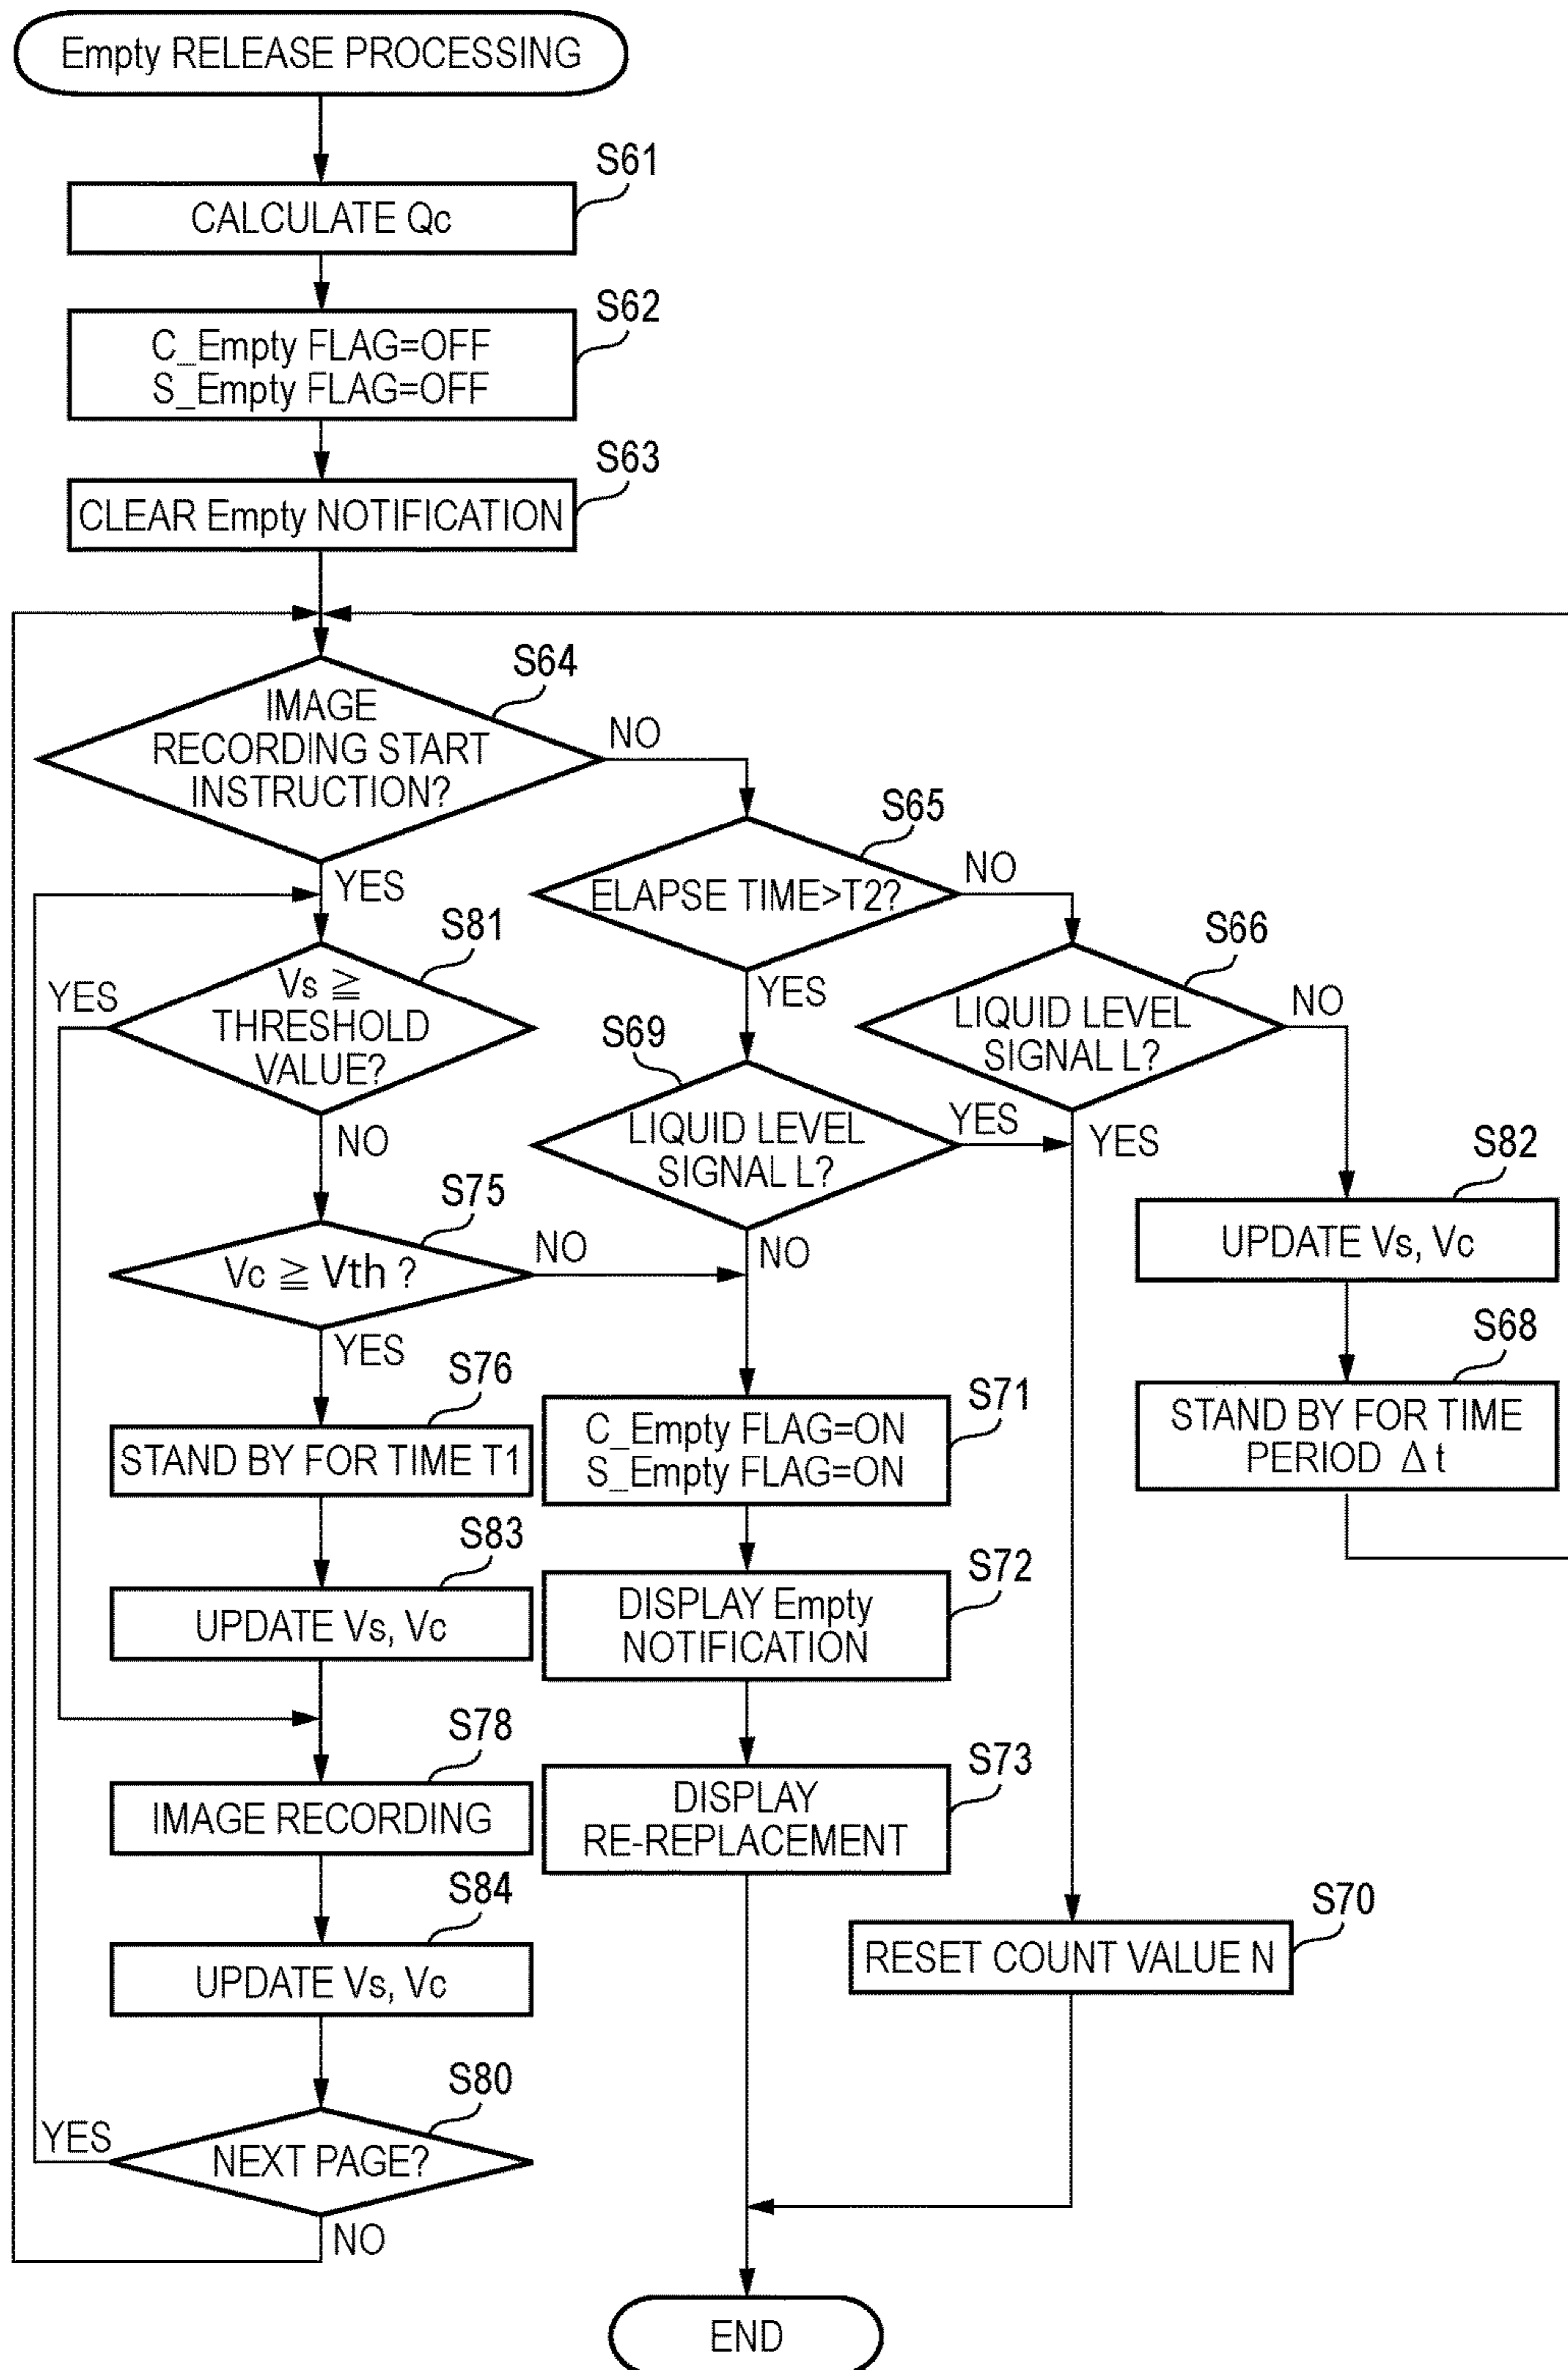 Empty RELEASE PROCESSING
S61
CALCULATE Qc
S62
C_Empty FLAG=OFF
S_Empty FLAG=OFF
S63
CLEAR Empty NOTIFICATION
S64
IMAGE
RECORDING START
INSTRUCTION?
NO
YES
S65
ELAPSE TIME>T2?
NO
YES
S66
LIQUID LEVEL
SIGNAL L?
NO
YES
S81
Vs ≧
THRESHOLD
VALUE?
YES
NO
S69
LIQUID LEVEL
SIGNAL L?
YES
NO
S82
UPDATE Vs, Vc
S75
Vc ≧ Vth ?
NO
YES
S68
STAND BY FOR TIME
PERIOD Δ t
S76
STAND BY FOR TIME T1
S71
C_Empty FLAG=ON
S_Empty FLAG=ON
S83
UPDATE Vs, Vc
S72
DISPLAY Empty
NOTIFICATION
S78
IMAGE RECORDING
S73
DISPLAY
RE-REPLACEMENT
S84
UPDATE Vs, Vc
S70
RESET COUNT VALUE N
S80
NEXT PAGE?
YES
NO
END